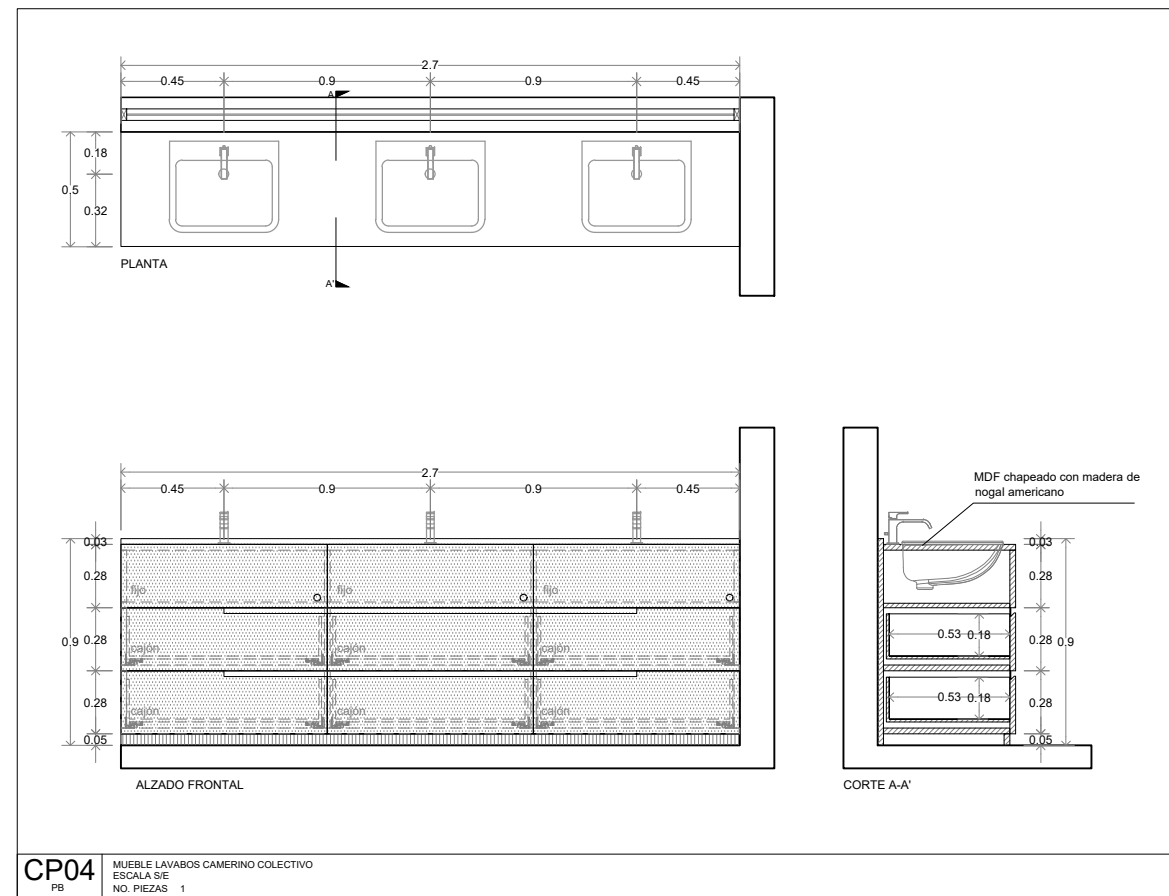 2.7
0.45 0.9 0.9 0.45
A
0.18
0.5
0.32
PLANTA
A'
2.7
0.45 0.9 0.9 0.45
MDF chapeado con madera de
nogal americano
0.03 0.03
0.28 0.28
fijo fijo fijo
0.9 0.28 0.53 0.18 0.28 0.9
cajón cajón cajón
0.28 0.53 0.18 0.28
cajón cajón cajón
0.05 0.05
ALZADO FRONTAL CORTE A-A'
CP04
PB
MUEBLE LAVABOS CAMERINO COLECTIVO
ESCALA S/E
NO. PIEZAS 1